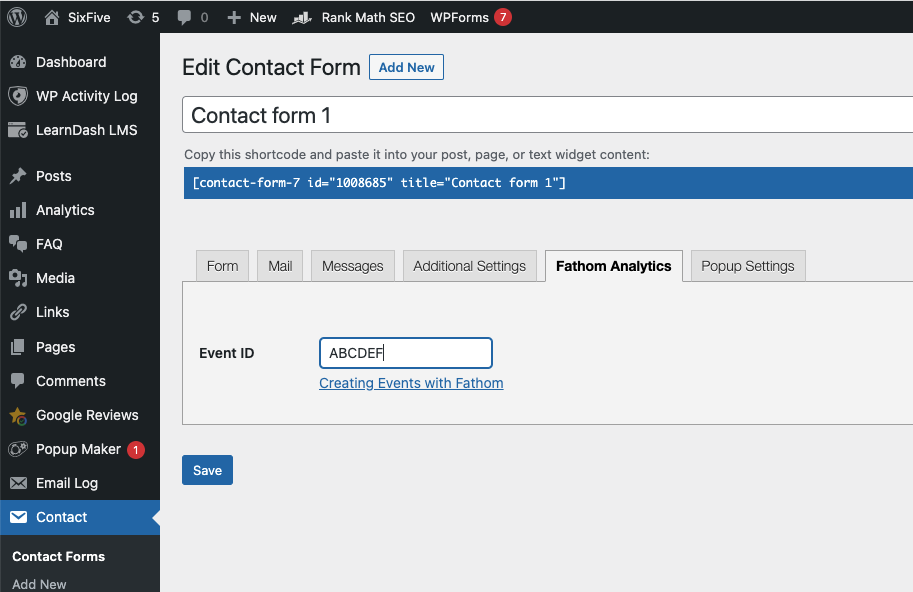 SixFive 5 0 New Rank Math SEO WPForms 7
Dashboard
WP Activity Log
LearnDash LMS
Posts
Analytics
FAQ
Media
Links
Pages
Comments
Google Reviews
Popup Maker 1
Email Log
Contact
Contact Forms
Add New
Edit Contact Form Add New
Contact form 1
Copy this shortcode and paste it into your post, page, or text widget content:
[contact-form-7 id="1008685" title="Contact form 1"]
Form Mail Messages Additional Settings Fathom Analytics Popup Settings
Event ID ABCDEF
Creating Events with Fathom
Save